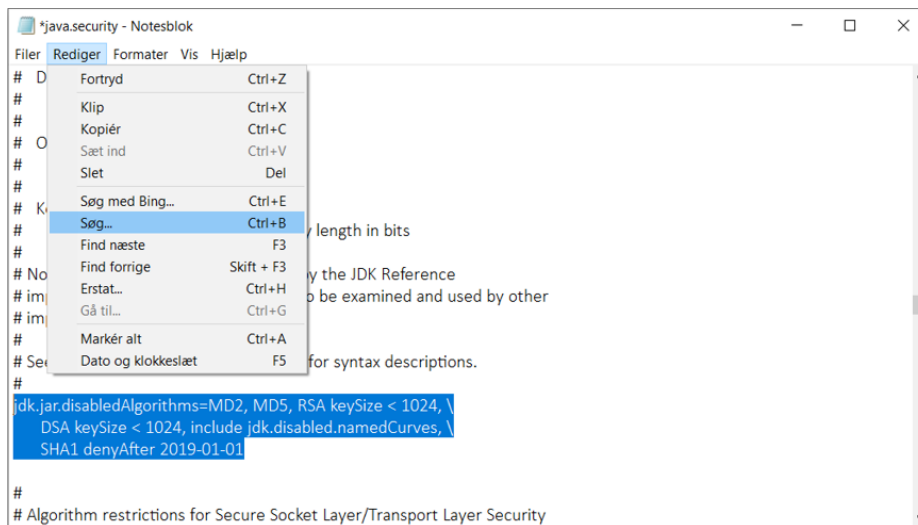 *java.security - Notesblok
Filer Rediger Formater Vis Hjælp
# D
#
#
# O
#
#
# K
# y length in bits
#
# No by the JDK Reference
# im o be examined and used by other
# im
#
# See for syntax descriptions.
#
Fortryd Ctrl+Z
Klip Ctrl+X
Kopiér Ctrl+C
Sæt ind Ctrl+V
Slet Del
Søg med Bing... Ctrl+E
Søg... Ctrl+B
Find næste F3
Find forrige Skift + F3
Erstat... Ctrl+H
Gå til... Ctrl+G
Markér alt Ctrl+A
Dato og klokkeslæt F5
jdk.jar.disabledAlgorithms=MD2, MD5, RSA keySize < 1024, \
DSA keySize < 1024, include jdk.disabled.namedCurves, \
SHA1 denyAfter 2019-01-01
#
# Algorithm restrictions for Secure Socket Layer/Transport Layer Security